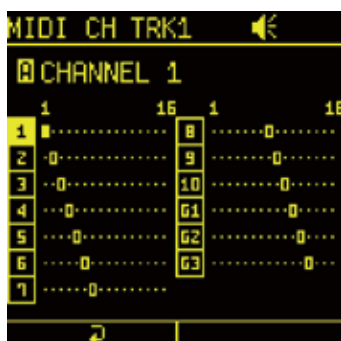 MIDI CH TRK1
A CHANNEL 1
1 16 1 16
1 8
2 9
3 10
4 G1
5 G2
6 G3
7